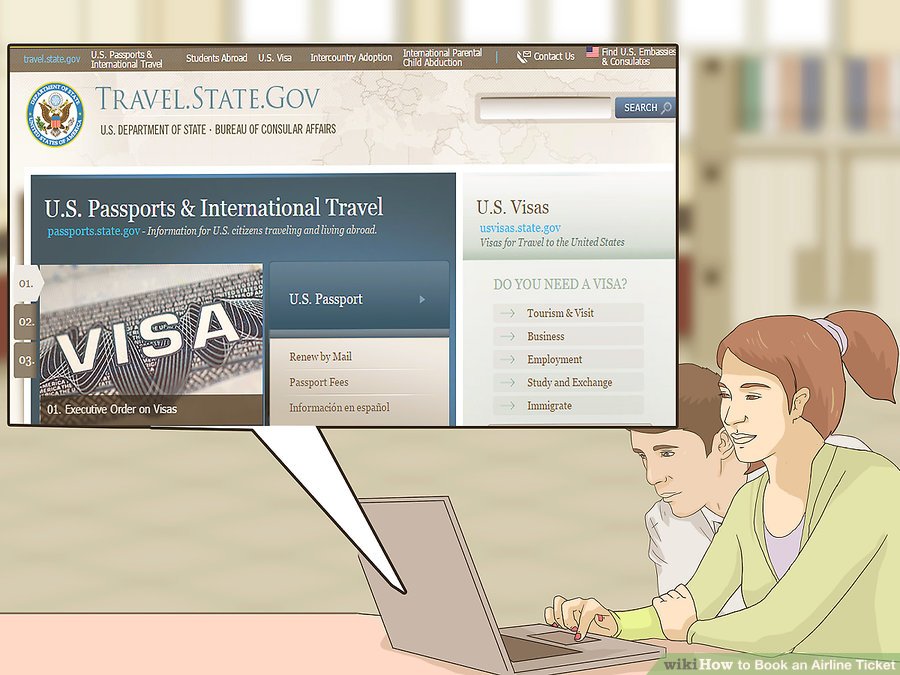 travel.state.gov
U.S. Passports &
International Travel
Students Abroad
U.S. Visa
Intercountry Adoption
International Parental
Child Abduction
Contact Us
Find U.S. Embassies
& Consulates
TRAVEL.STATE.GOV
U.S. DEPARTMENT OF STATE · BUREAU OF CONSULAR AFFAIRS
SEARCH
DEPARTMENT OF STATE
UNITED STATES OF AMERICA
U.S. Passports & International Travel
passports.state.gov - Information for U.S. citizens traveling and living abroad.
01.
02.
03.
VISA
01. Executive Order on Visas
U.S. Passport
Renew by Mail
Passport Fees
Información en español
U.S. Visas
usvisas.state.gov
Visas for Travel to the United States
DO YOU NEED A VISA?
Tourism & Visit
Business
Employment
Study and Exchange
Immigrate
wikiHow to Book an Airline Ticket